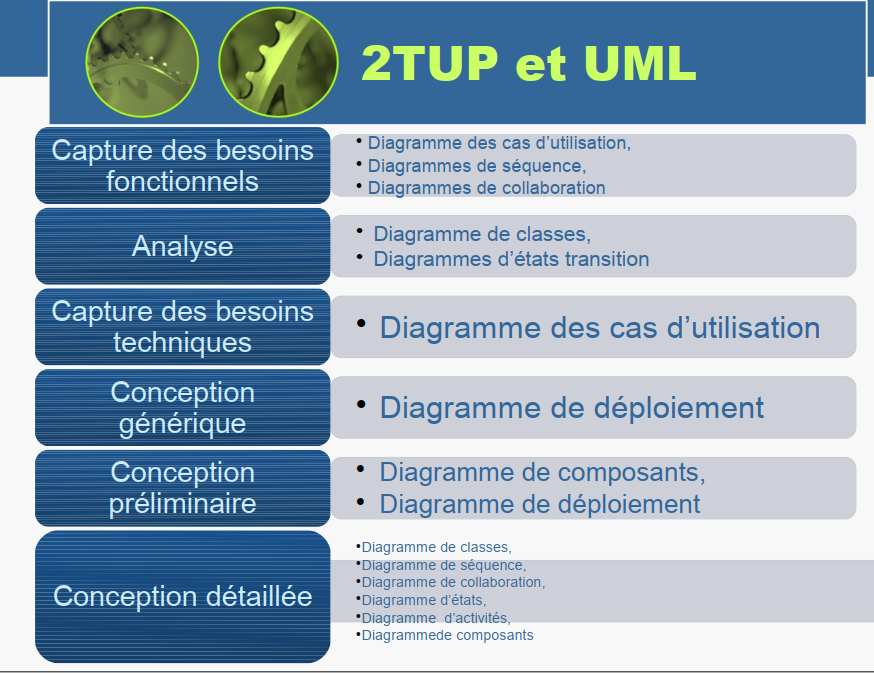 2TUP et UML
Capture des besoins
fonctionnels
• Diagramme des cas d’utilisation,
• Diagrammes de séquence,
• Diagrammes de collaboration
Analyse
• Diagramme de classes,
• Diagrammes d’états transition
Capture des besoins
techniques
• Diagramme des cas d’utilisation
Conception
générique
• Diagramme de déploiement
Conception
préliminaire
• Diagramme de composants,
• Diagramme de déploiement
Conception détaillée
•Diagramme de classes,
•Diagramme de séquence,
•Diagramme de collaboration,
•Diagramme d’états,
•Diagramme d’activités,
•Diagrammede composants